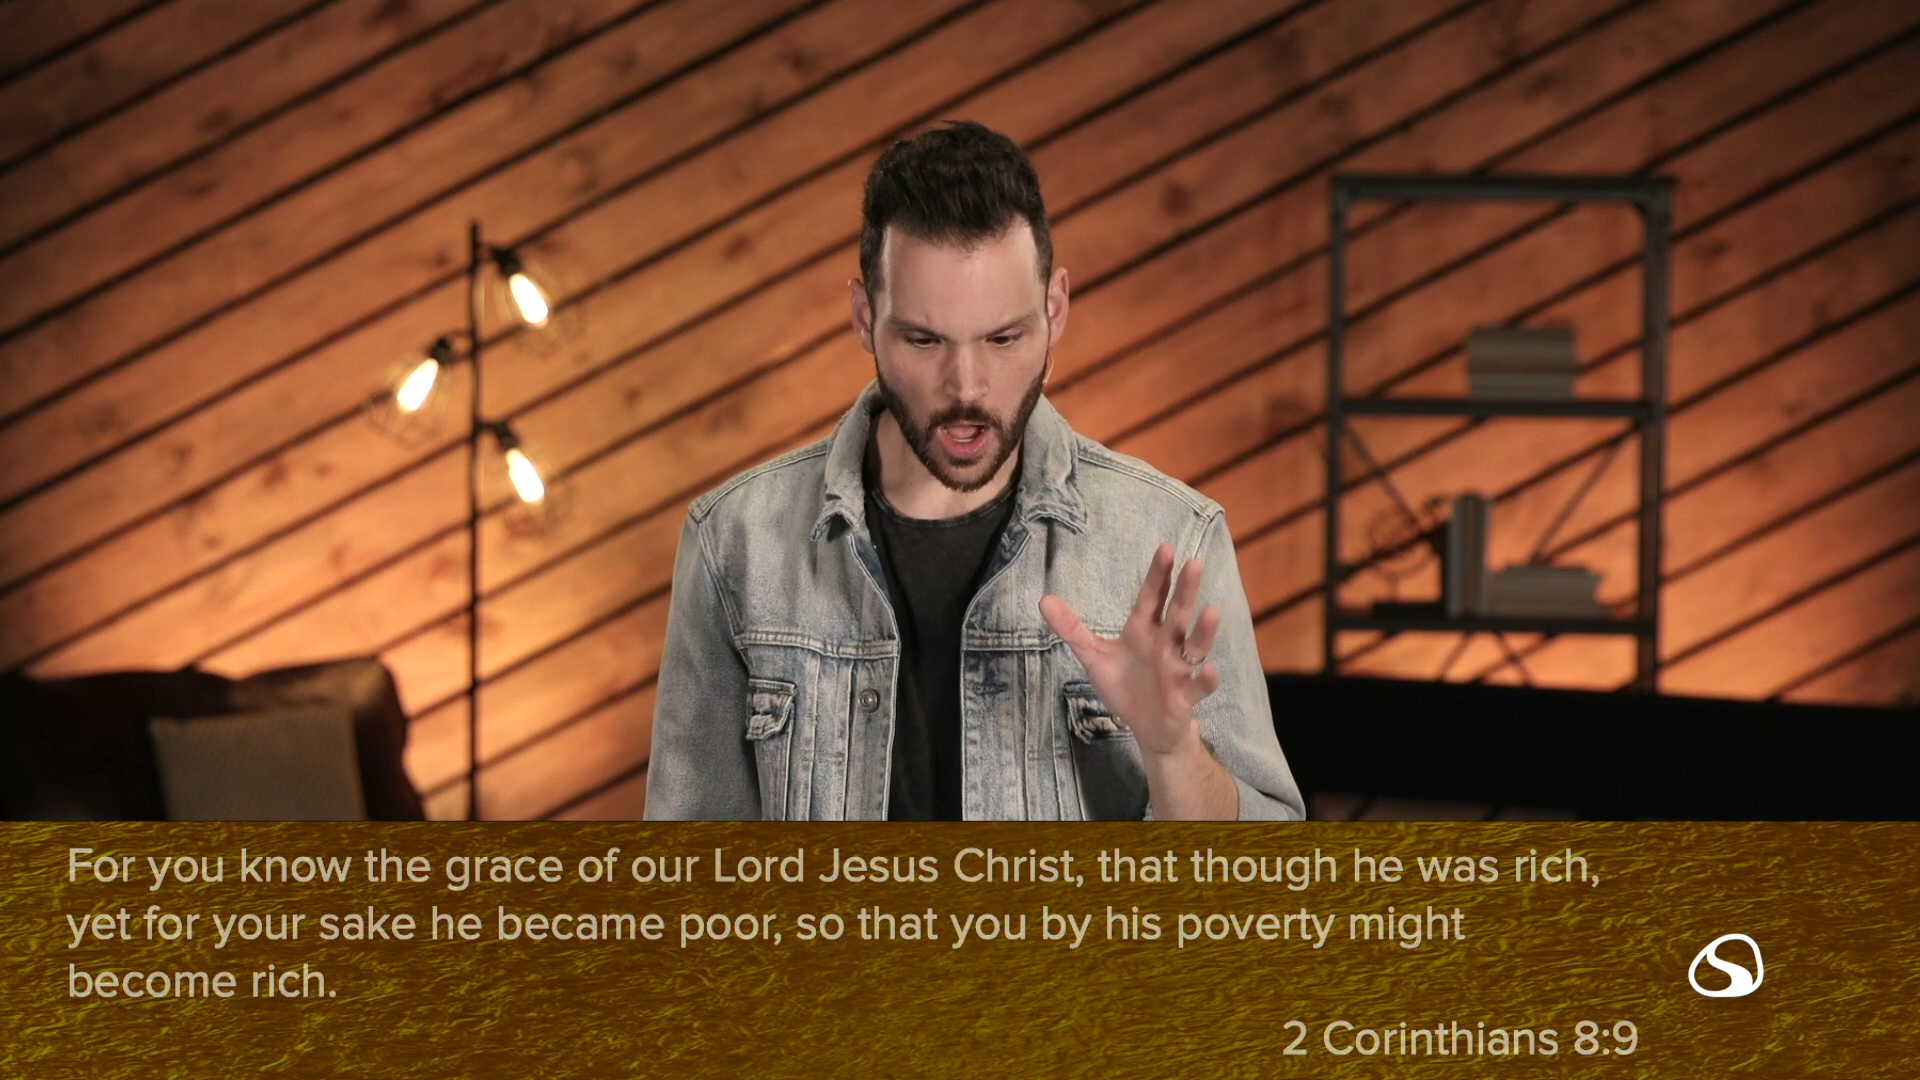 For you know the grace of our Lord Jesus Christ, that though he was rich,
yet for your sake he became poor, so that you by his poverty might
become rich.
2 Corinthians 8:9